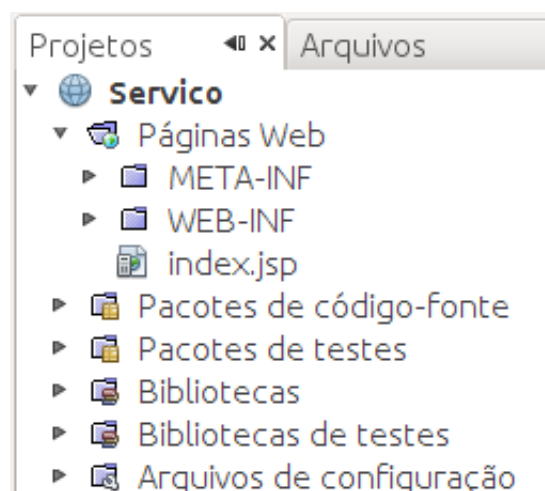 Projetos Arquivos
Servico
Páginas Web
META-INF
WEB-INF
index.jsp
Pacotes de código-fonte
Pacotes de testes
Bibliotecas
Bibliotecas de testes
Arquivos de configuração